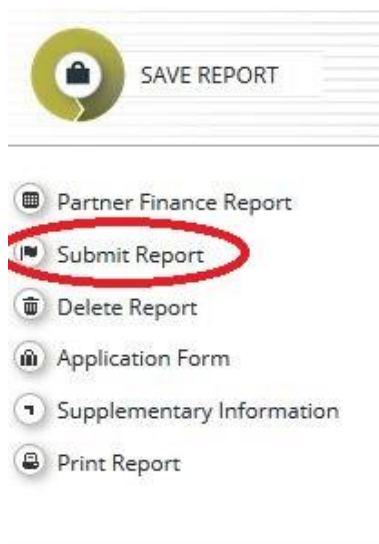 SAVE REPORT
Partner Finance Report
Submit Report
Delete Report
Application Form
Supplementary Information
Print Report